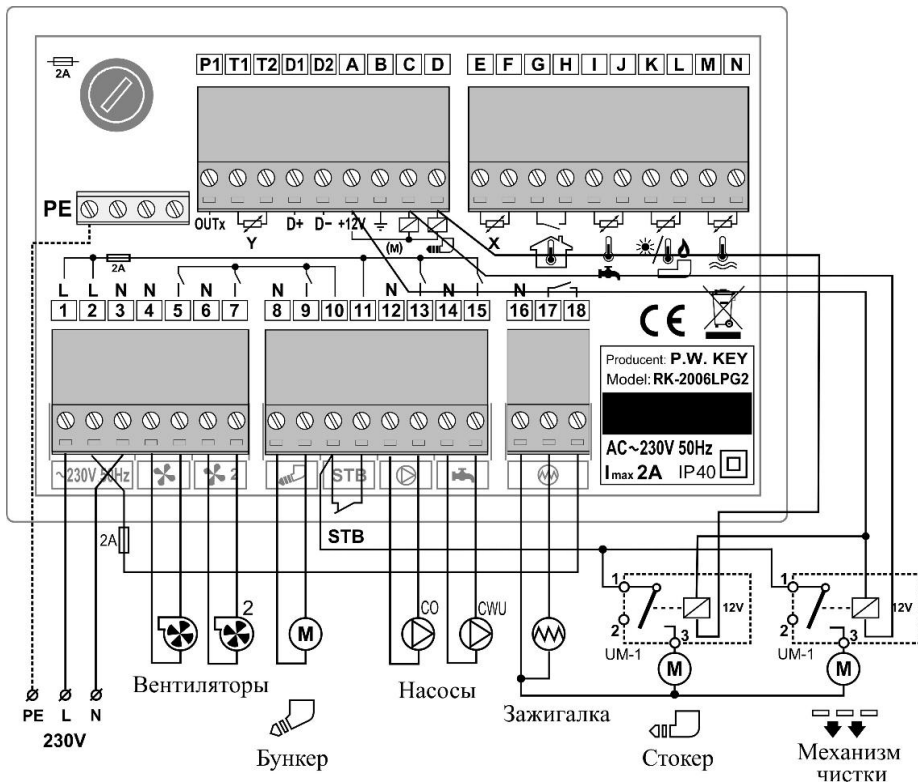 P1 T1 T2 D1 D2 A B C D E F G H I J K L M N
2A
PE
OUTx Y D+ D− +12V (M) X
2A
L L N N N N N N N
1 2 3 4 5 6 7 8 9 10 11 12 13 14 15 16 17 18
CE
Producent: P.W. KEY
Model: RK-2006LPG2
AC~230V 50Hz
I max 2A IP40
~230V 50Hz 2 STB
2A
STB
2 M CO CWU
1 2 3 12V UM-1 M
1 2 3 12V UM-1 M
Вентиляторы
Насосы
Зажигалка
PE L N
230V
Бункер
Стокер
Механизм
чистки